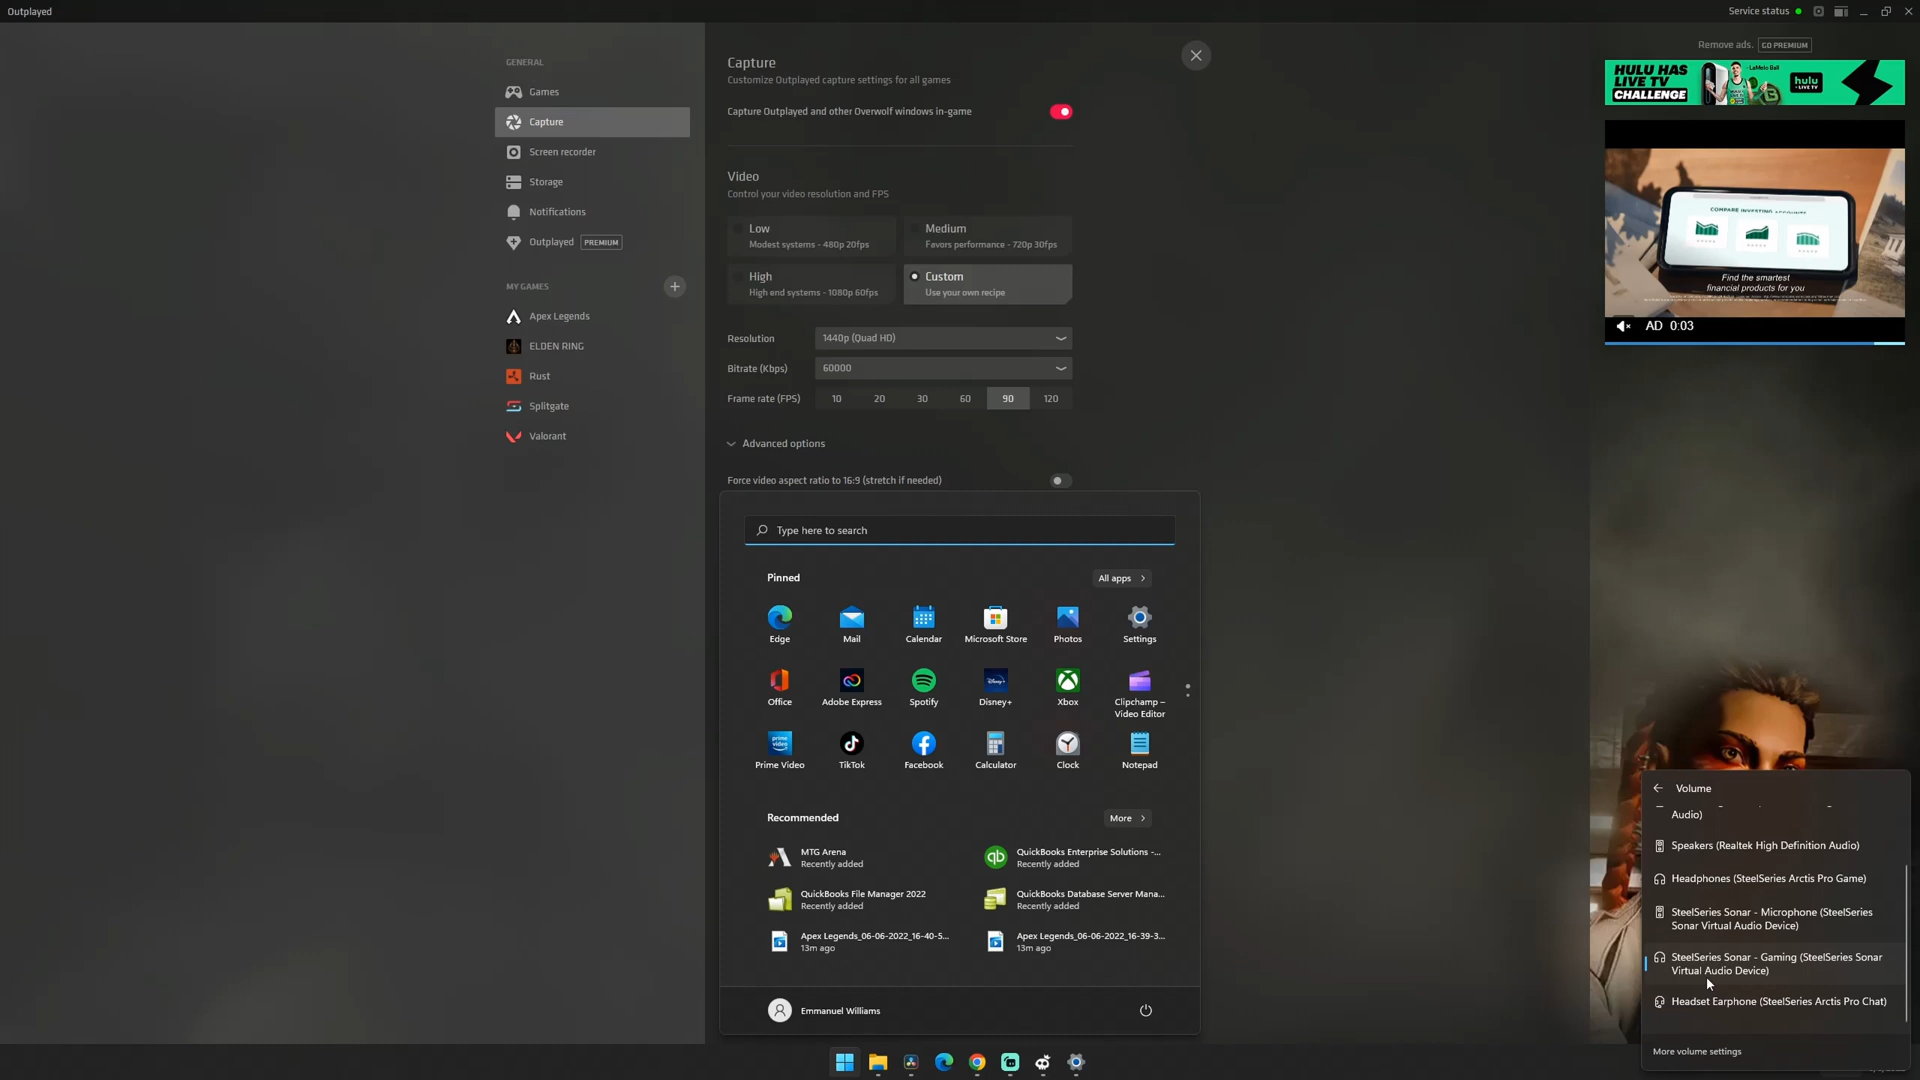 Outplayed
Service status
Remove ads.
GO PREMIUM
GENERAL
Games
Capture
Screen recorder
Storage
Notifications
Outplayed PREMIUM
MY GAMES
Apex Legends
ELDEN RING
Rust
Splitgate
Valorant
Capture
Customize Outplayed capture settings for all games
Capture Outplayed and other Overwolf windows in-game
Video
Control your video resolution and FPS
Low
Modest systems - 480p 20fps
Medium
Favors performance - 720p 30fps
High
High end systems - 1080p 60fps
Custom
Use your own recipe
Resolution 1440p (Quad HD)
Bitrate (Kbps) 60000
Frame rate (FPS) 10 20 30 60 90 120
Advanced options
Force video aspect ratio to 16:9 (stretch if needed)
HULU HAS
LIVE TV
CHALLENGE
LaMelo Ball
hulu
+ LIVE TV
COMPARE INVESTING ACCOUNTS
Find the smartest
financial products for you
AD 0:03
Type here to search
Pinned
All apps
Edge
Mail
Calendar
Microsoft Store
Photos
Settings
Office
Adobe Express
Spotify
Disney+
Xbox
Clipchamp –
Video Editor
prime
video
Prime Video
TikTok
Facebook
Calculator
Clock
Notepad
Recommended
More
MTG Arena
Recently added
QuickBooks Enterprise Solutions -...
Recently added
QuickBooks File Manager 2022
Recently added
QuickBooks Database Server Mana...
Recently added
Apex Legends_06-06-2022_16-40-5...
13m ago
Apex Legends_06-06-2022_16-39-3...
13m ago
Emmanuel Williams
Volume
Audio)
Speakers (Realtek High Definition Audio)
Headphones (SteelSeries Arctis Pro Game)
SteelSeries Sonar - Microphone (SteelSeries
Sonar Virtual Audio Device)
SteelSeries Sonar - Gaming (SteelSeries Sonar
Virtual Audio Device)
Headset Earphone (SteelSeries Arctis Pro Chat)
More volume settings